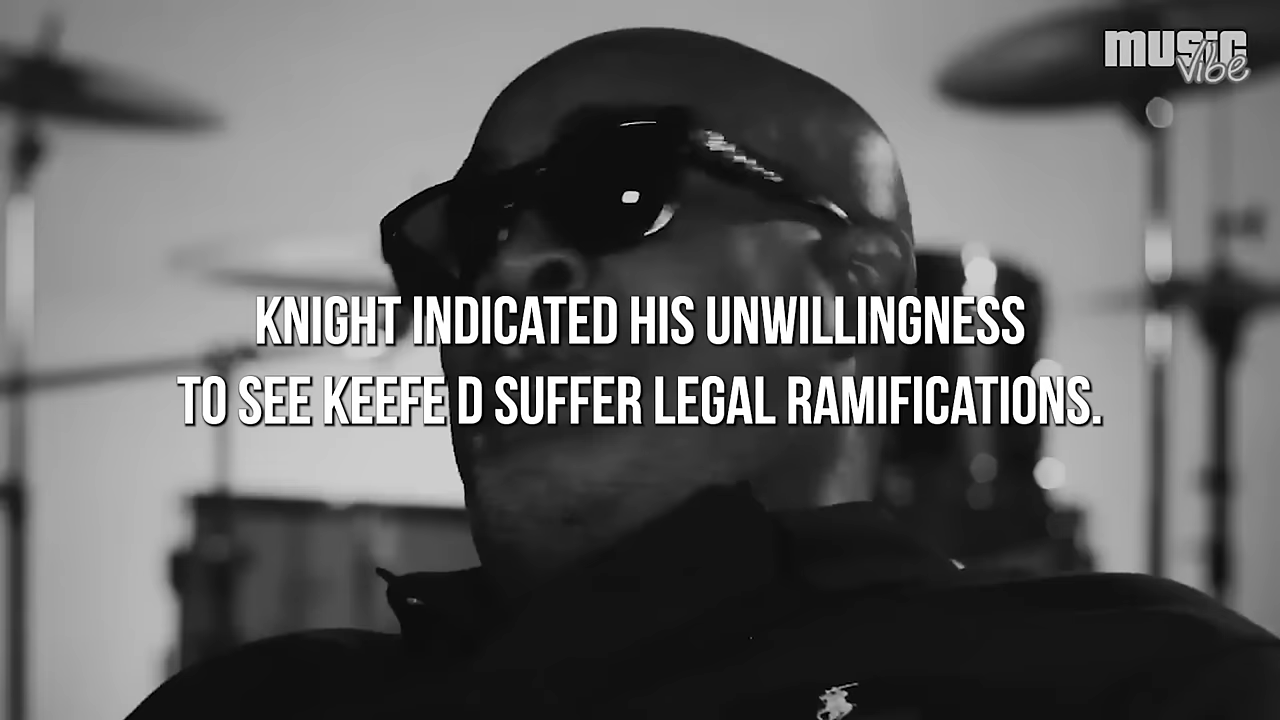 music
vibe
KNIGHT INDICATED HIS UNWILLINGNESS
TO SEE KEEFE D SUFFER LEGAL RAMIFICATIONS.